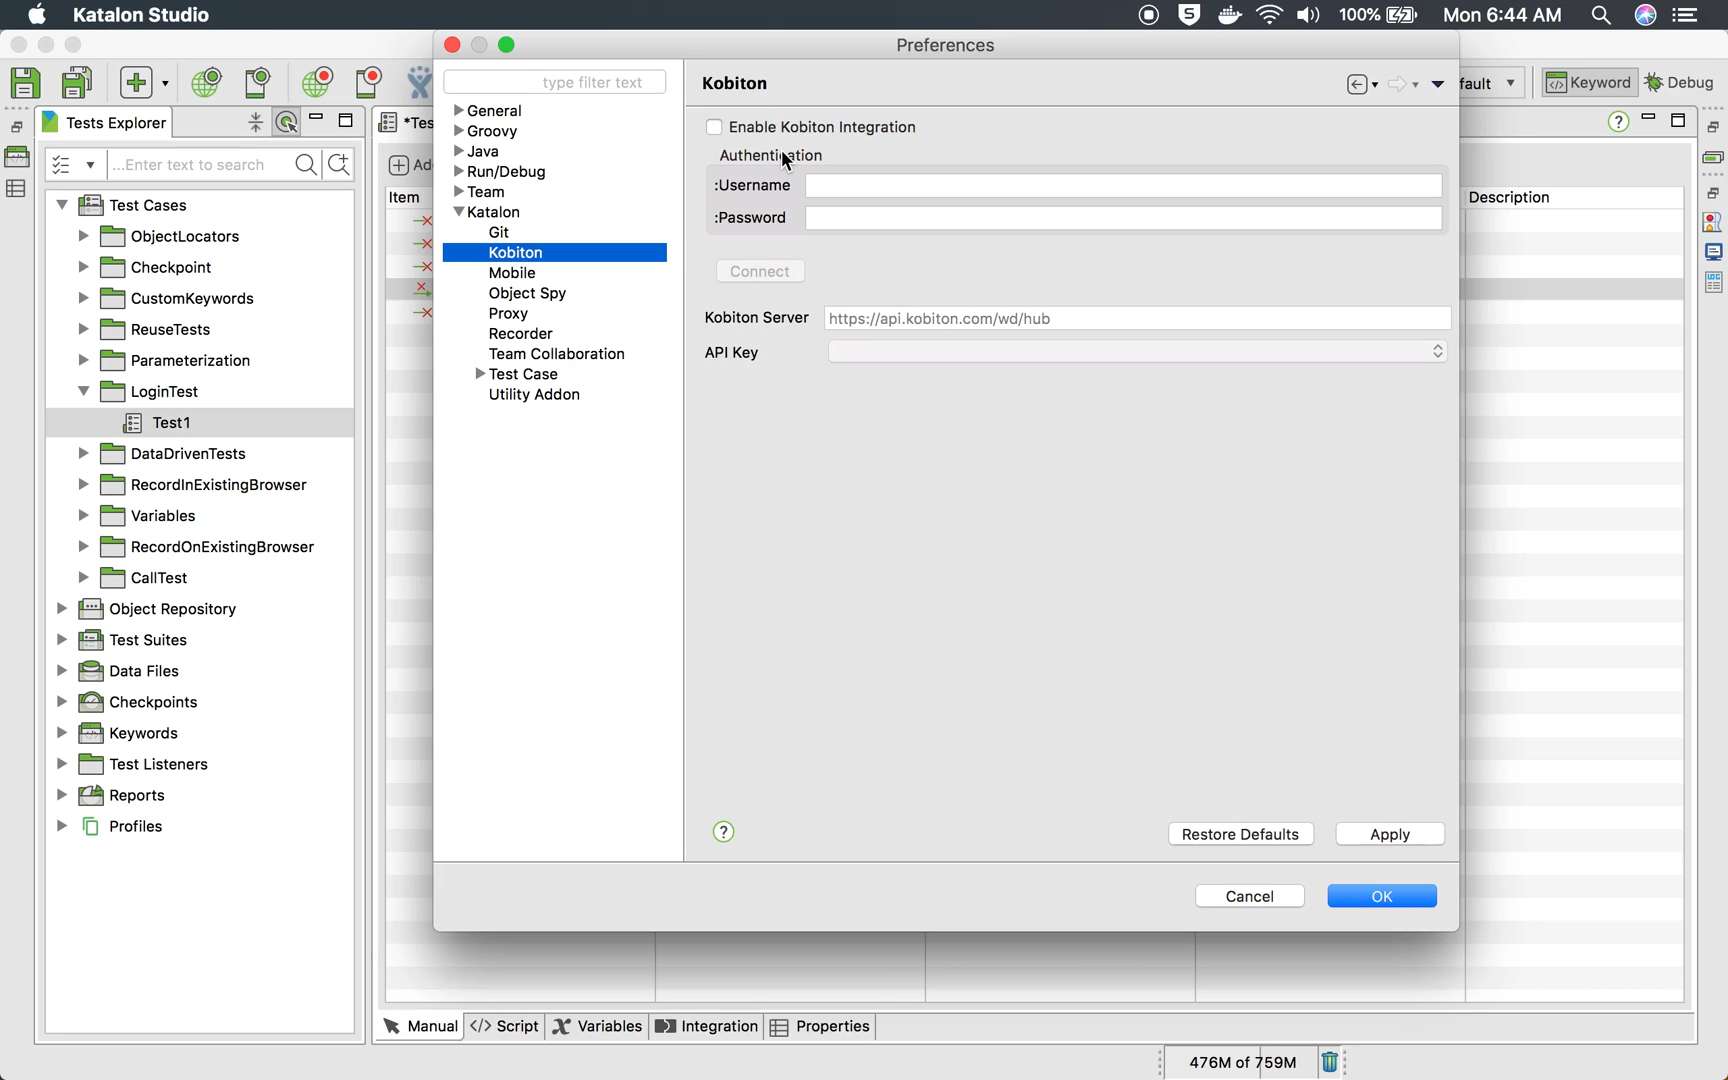 Katalon Studio
100%
Mon 6:44 AM
Preferences
Tests Explorer
...Enter text to search
Test Cases
ObjectLocators
Checkpoint
CustomKeywords
ReuseTests
Parameterization
LoginTest
Test1
DataDrivenTests
RecordInExistingBrowser
Variables
RecordOnExistingBrowser
CallTest
Object Repository
Test Suites
Data Files
Checkpoints
Keywords
Test Listeners
Reports
Profiles
*Tes
Ad
Item
type filter text
General
Groovy
Java
Run/Debug
Team
Katalon
Git
Kobiton
Mobile
Object Spy
Proxy
Recorder
Team Collaboration
Test Case
Utility Addon
Kobiton
Enable Kobiton Integration
Authentication
:Username
:Password
Connect
Kobiton Server https://api.kobiton.com/wd/hub
API Key
Restore Defaults
Apply
Cancel
OK
fault
Keyword
Debug
Description
Manual
Script
Variables
Integration
Properties
476M of 759M